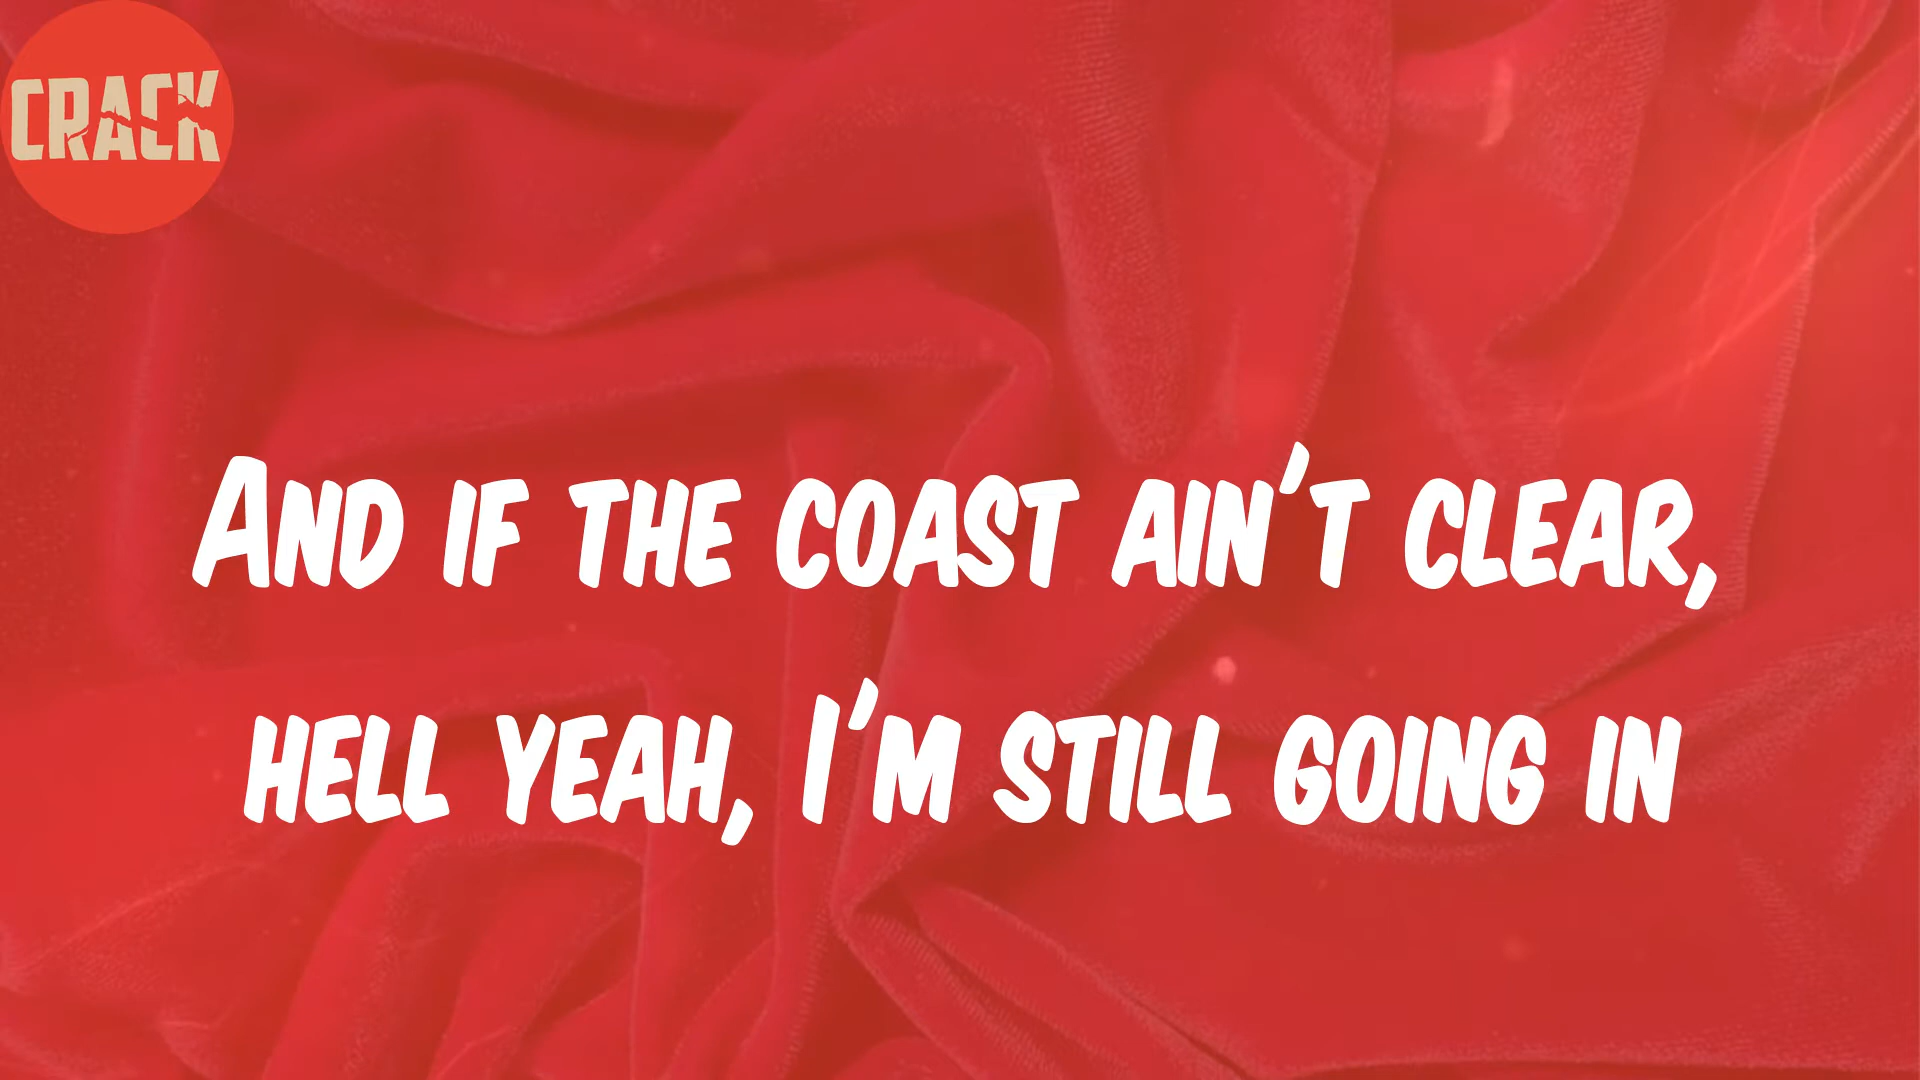 CRACK
AND IF THE COAST AIN'T CLEAR,
HELL YEAH, I'M STILL GOING IN